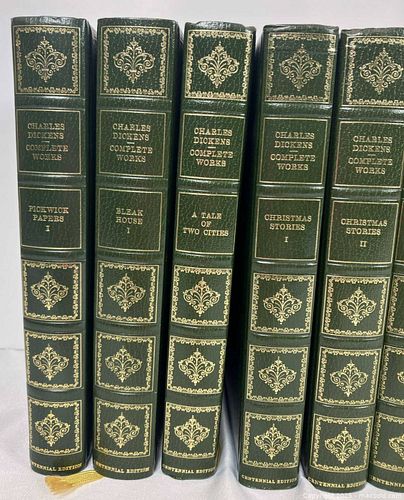 CHARLES
DICKENS
COMPLETE
WORKS
PICKWICK
PAPERS
I
CENTENNIAL EDITION
CHARLES
DICKENS
COMPLETE
WORKS
BLEAK
HOUSE
I
CENTENNIAL EDITION
CHARLES
DICKENS
COMPLETE
WORKS
A TALE
OF
TWO CITIES
CENTENNIAL EDITION
CHARLES
DICKENS
COMPLETE
WORKS
CHRISTMAS
STORIES
I
CENTENNIAL EDITION
CHARLES
DICKENS
COMPLETE
WORKS
CHRISTMAS
STORIES
II
CENTENNIAL EDITION